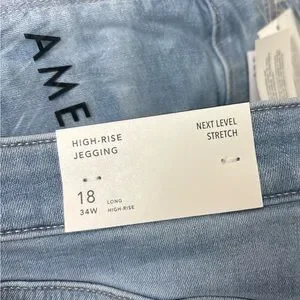 AME
HIGH-RISE
JEGGING
NEXT LEVEL
STRETCH
18
34W
LONG
HIGH-RISE